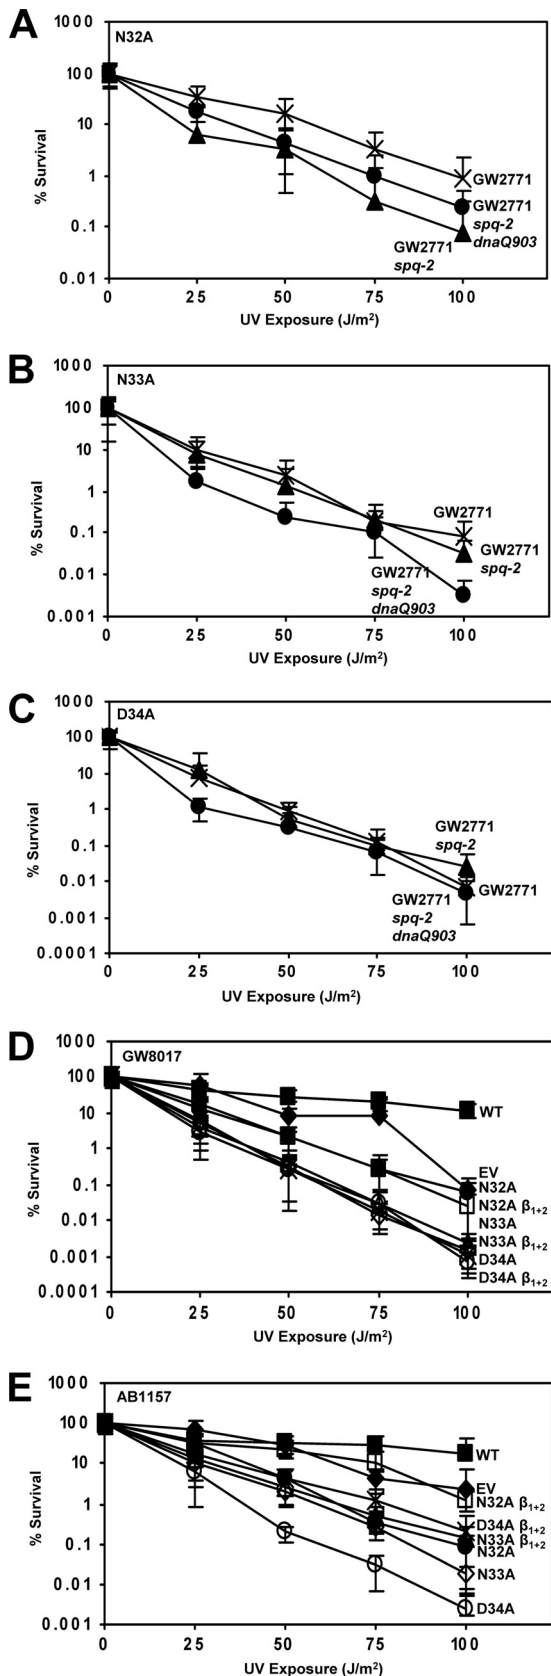 A
N32A
1000
100
10
1
0.1
0.01
% Survival
GW2771
GW2771
spq-2
dnaQ903
GW2771
spq-2
0 25 50 75 100
UV Exposure (J/m²)
B
N33A
1000
100
10
1
0.1
0.01
0.001
% Survival
GW2771
GW2771
spq-2
GW2771
spq-2
dnaQ903
0 25 50 75 100
UV Exposure (J/m²)
C
D34A
1000
100
10
1
0.1
0.01
0.001
0.0001
% Survival
GW2771
spq-2
GW2771
GW2771
spq-2
dnaQ903
0 25 50 75 100
UV Exposure (J/m²)
D
GW8017
1000
100
10
1
0.1
0.01
0.001
0.0001
% Survival
WT
EV
N32A
N32A β₁₊₂
N33A
N33A β₁₊₂
D34A
D34A β₁₊₂
0 25 50 75 100
UV Exposure (J/m²)
E
AB1157
1000
100
10
1
0.1
0.01
0.001
% Survival
WT
EV
N32A β₁₊₂
D34A β₁₊₂
N33A β₁₊₂
N32A
N33A
D34A
0 25 50 75 100
UV Exposure (J/m²)